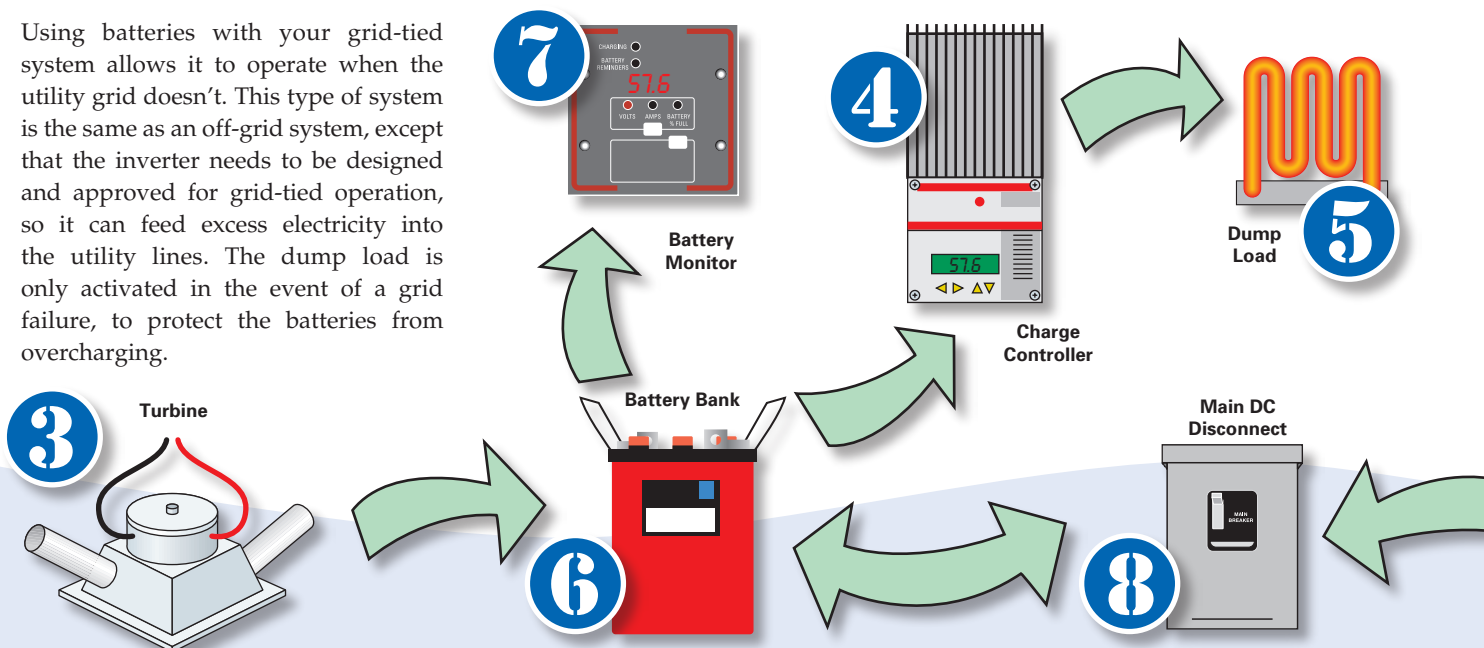 Using batteries with your grid-tied
system allows it to operate when the
utility grid doesn't. This type of system
is the same as an off-grid system, except
that the inverter needs to be designed
and approved for grid-tied operation,
so it can feed excess electricity into
the utility lines. The dump load is
only activated in the event of a grid
failure, to protect the batteries from
overcharging.
7
CHARGING
BATTERY
REMINDERS
57.6
VOLTS AMPS BATTERY
% FULL
Battery
Monitor
4
57.6
Charge
Controller
Dump
Load
5
3
Turbine
Battery Bank
6
Main DC
Disconnect
MAIN
BREAKER
8